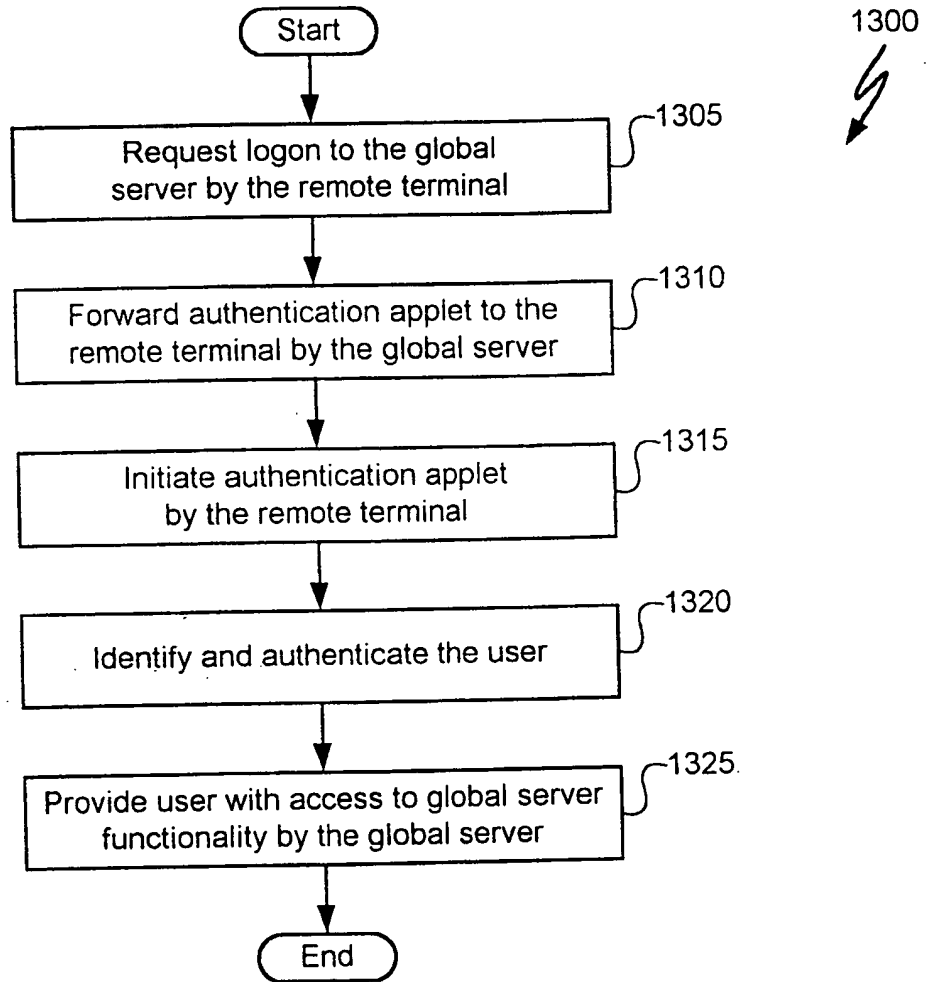 Start
1300
Request logon to the global
server by the remote terminal
1305
Forward authentication applet to the
remote terminal by the global server
1310
Initiate authentication applet
by the remote terminal
1315
Identify and authenticate the user
1320
Provide user with access to global server
functionality by the global server
1325
End